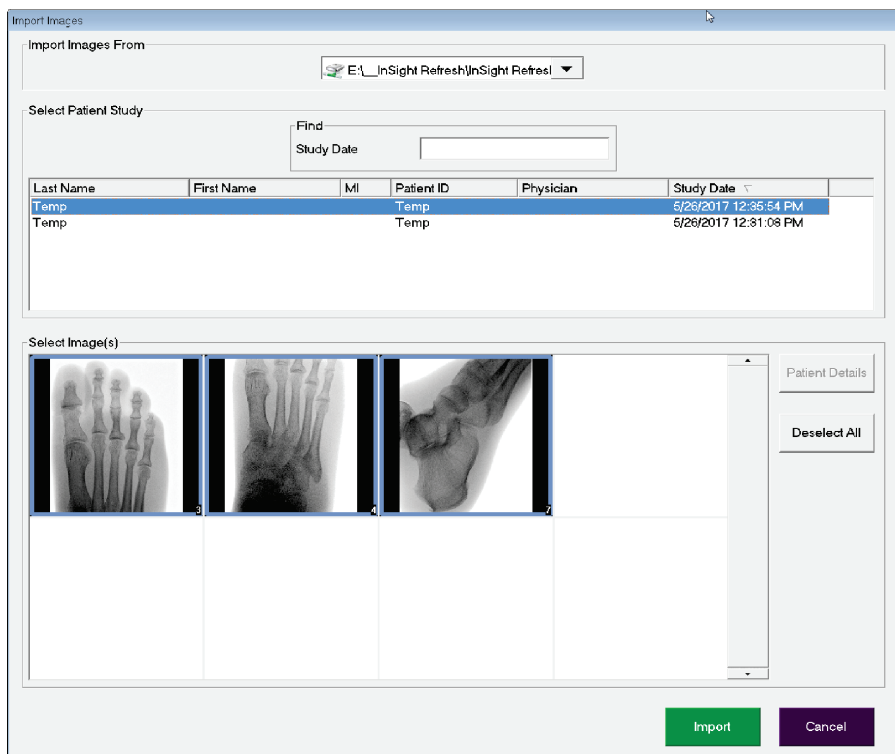 Import Images
Import Images From
E:\__InSight Refresh\InSight Refresl
Select Patient Study
Find
Study Date
Last Name First Name MI Patient ID Physician Study Date
Temp Temp 5/26/2017 12:35:54 PM
Temp Temp 5/26/2017 12:31:08 PM
Select Image(s)
Patient Details
Deselect All
3 4 7
Import Cancel